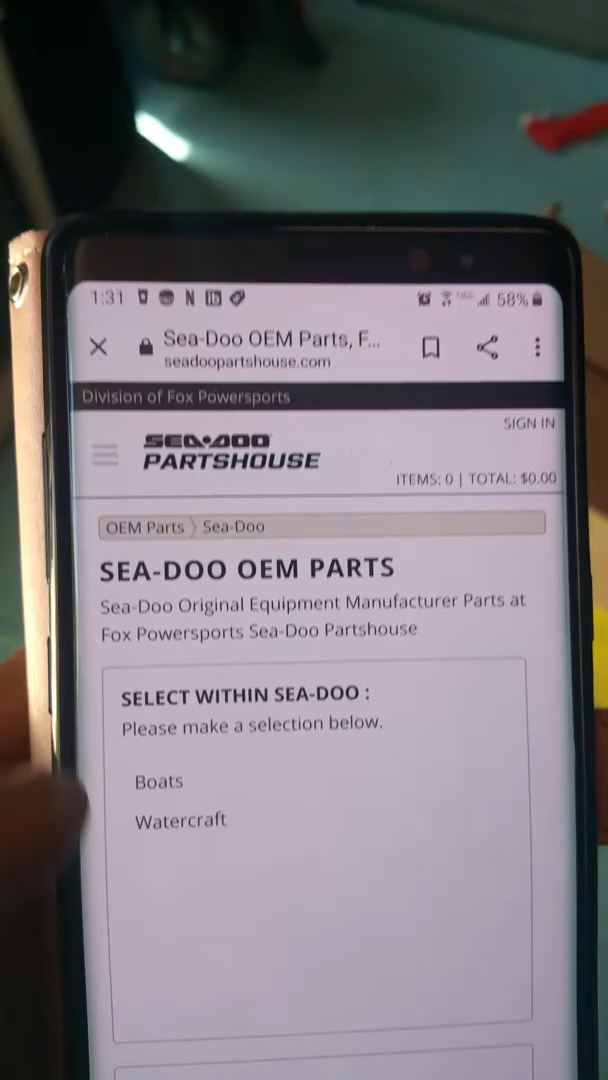 1:31 58%
Sea-Doo OEM Parts, F...
seadoopartshouse.com
Division of Fox Powersports
SIGN IN
SEA-DOO
PARTSHOUSE
ITEMS: 0 | TOTAL: $0.00
OEM Parts Sea-Doo
SEA-DOO OEM PARTS
Sea-Doo Original Equipment Manufacturer Parts at
Fox Powersports Sea-Doo Partshouse
SELECT WITHIN SEA-DOO :
Please make a selection below.
Boats
Watercraft